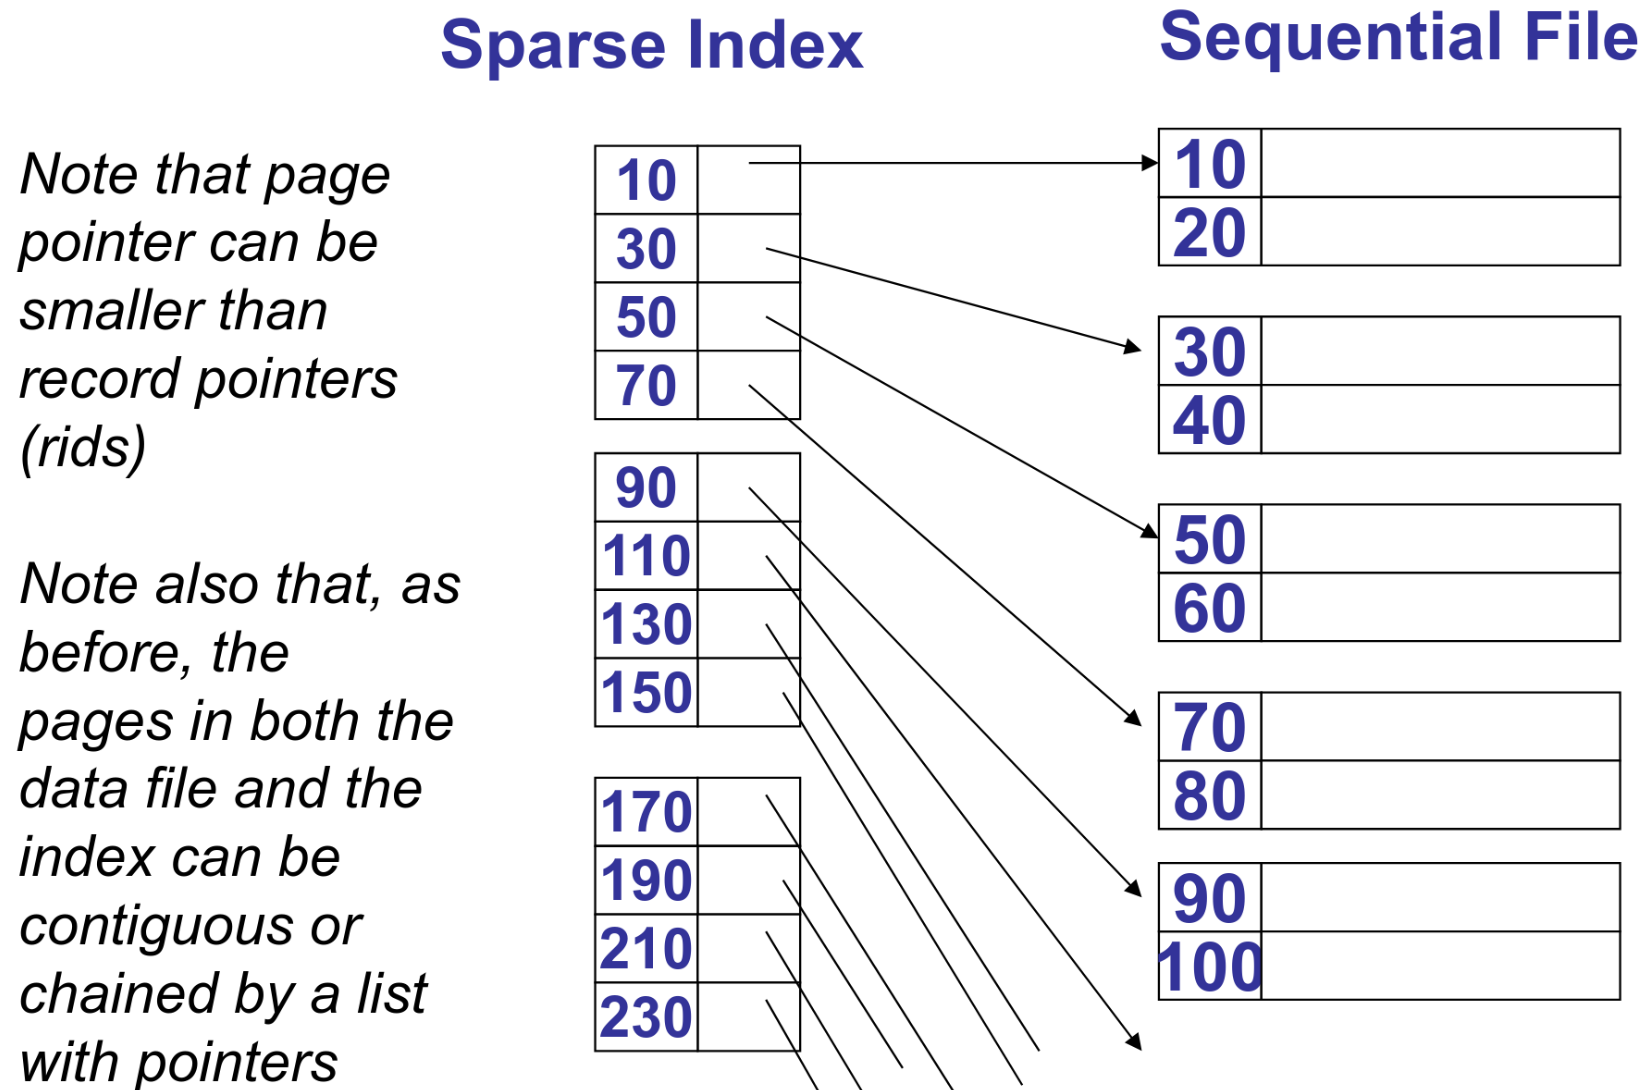 Sparse Index
Sequential File
Note that page
pointer can be
smaller than
record pointers
(rids)
Note also that, as
before, the
pages in both the
data file and the
index can be
contiguous or
chained by a list
with pointers
10
30
50
70
90
110
130
150
170
190
210
230
10
20
30
40
50
60
70
80
90
100